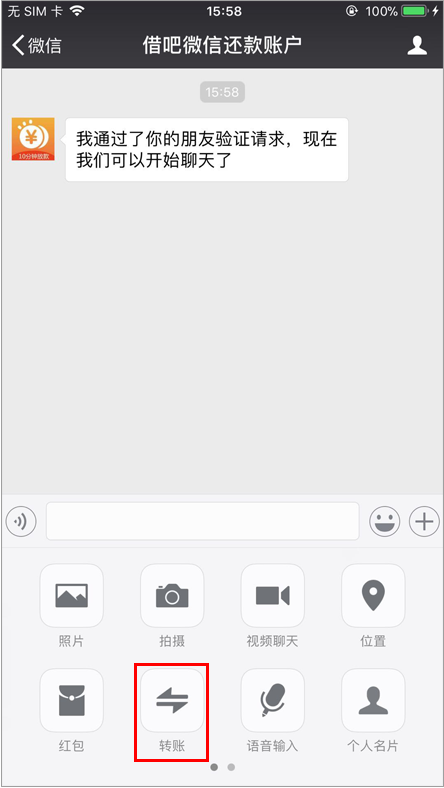 无 SIM 卡 15:58 100%
微信 借吧微信还款账户
15:58
10分钟放款
我通过了你的朋友验证请求，现在
我们可以开始聊天了
照片 拍摄 视频聊天 位置
红包 转账 语音输入 个人名片